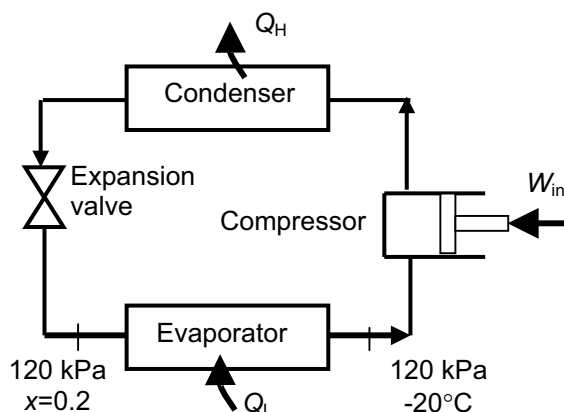 Q_H
Condenser
Expansion
valve
W_in
Compressor
Evaporator
120 kPa
x=0.2
120 kPa
-20°C
Q_L